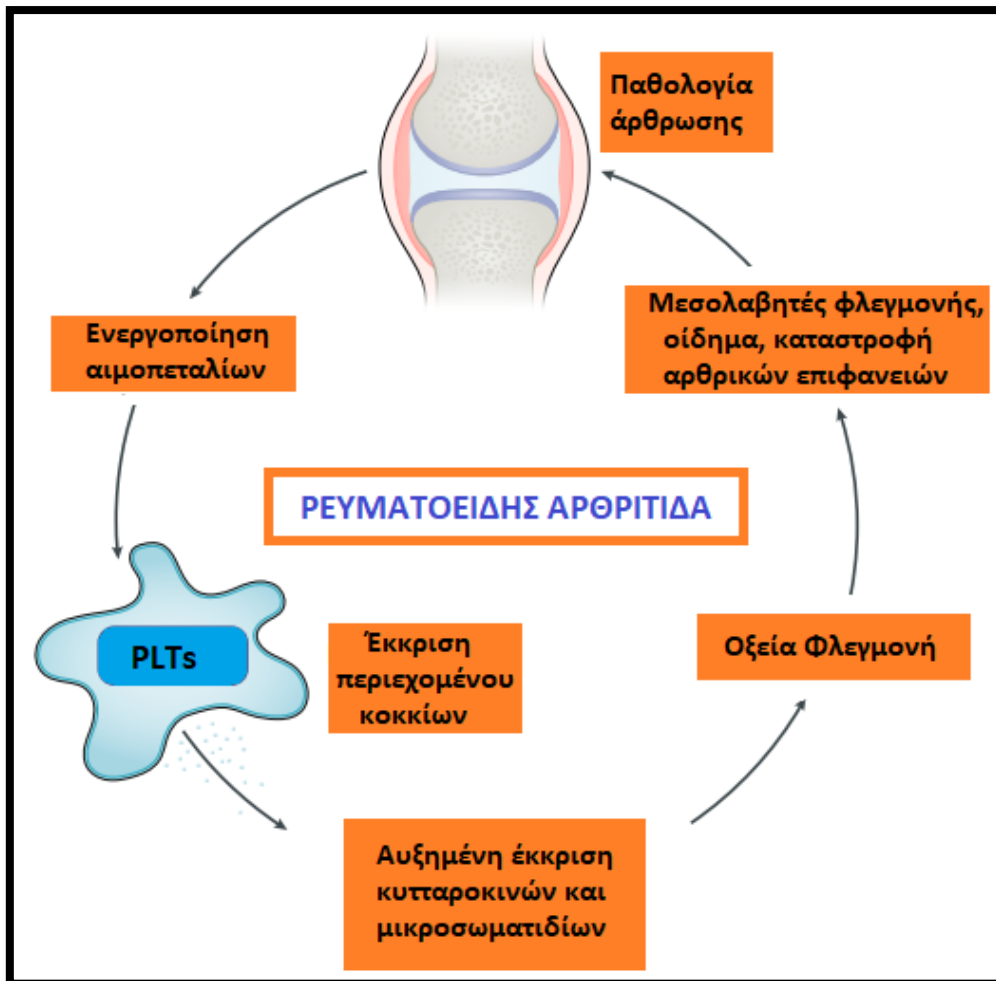 Παθολογία
άρθρωσης
Ενεργοποίηση
αιμοπεταλίων
Μεσολαβητές φλεγμονής,
οίδημα, καταστροφή
αρθρικών επιφανειών
ΡΕΥΜΑΤΟΕΙΔΗΣ ΑΡΘΡΙΤΙΔΑ
PLTs
Έκκριση
περιεχομένου
κοκκίων
Οξεία Φλεγμονή
Αυξημένη έκκριση
κυτταροκινών και
μικροσωματιδίων